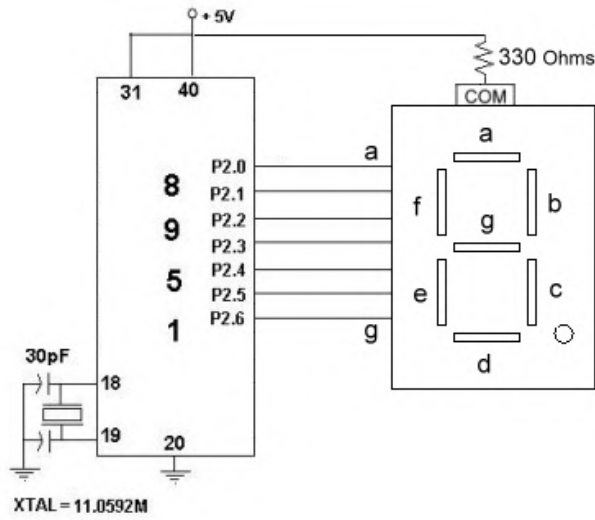 + 5V
330 Ohms
31 40
COM
a
P2.0 a
8 P2.1 f b
P2.2 g
9 P2.3
P2.4
5 P2.5 e c
P2.6
1 g d
30pF
18
19 20
XTAL = 11.0592M